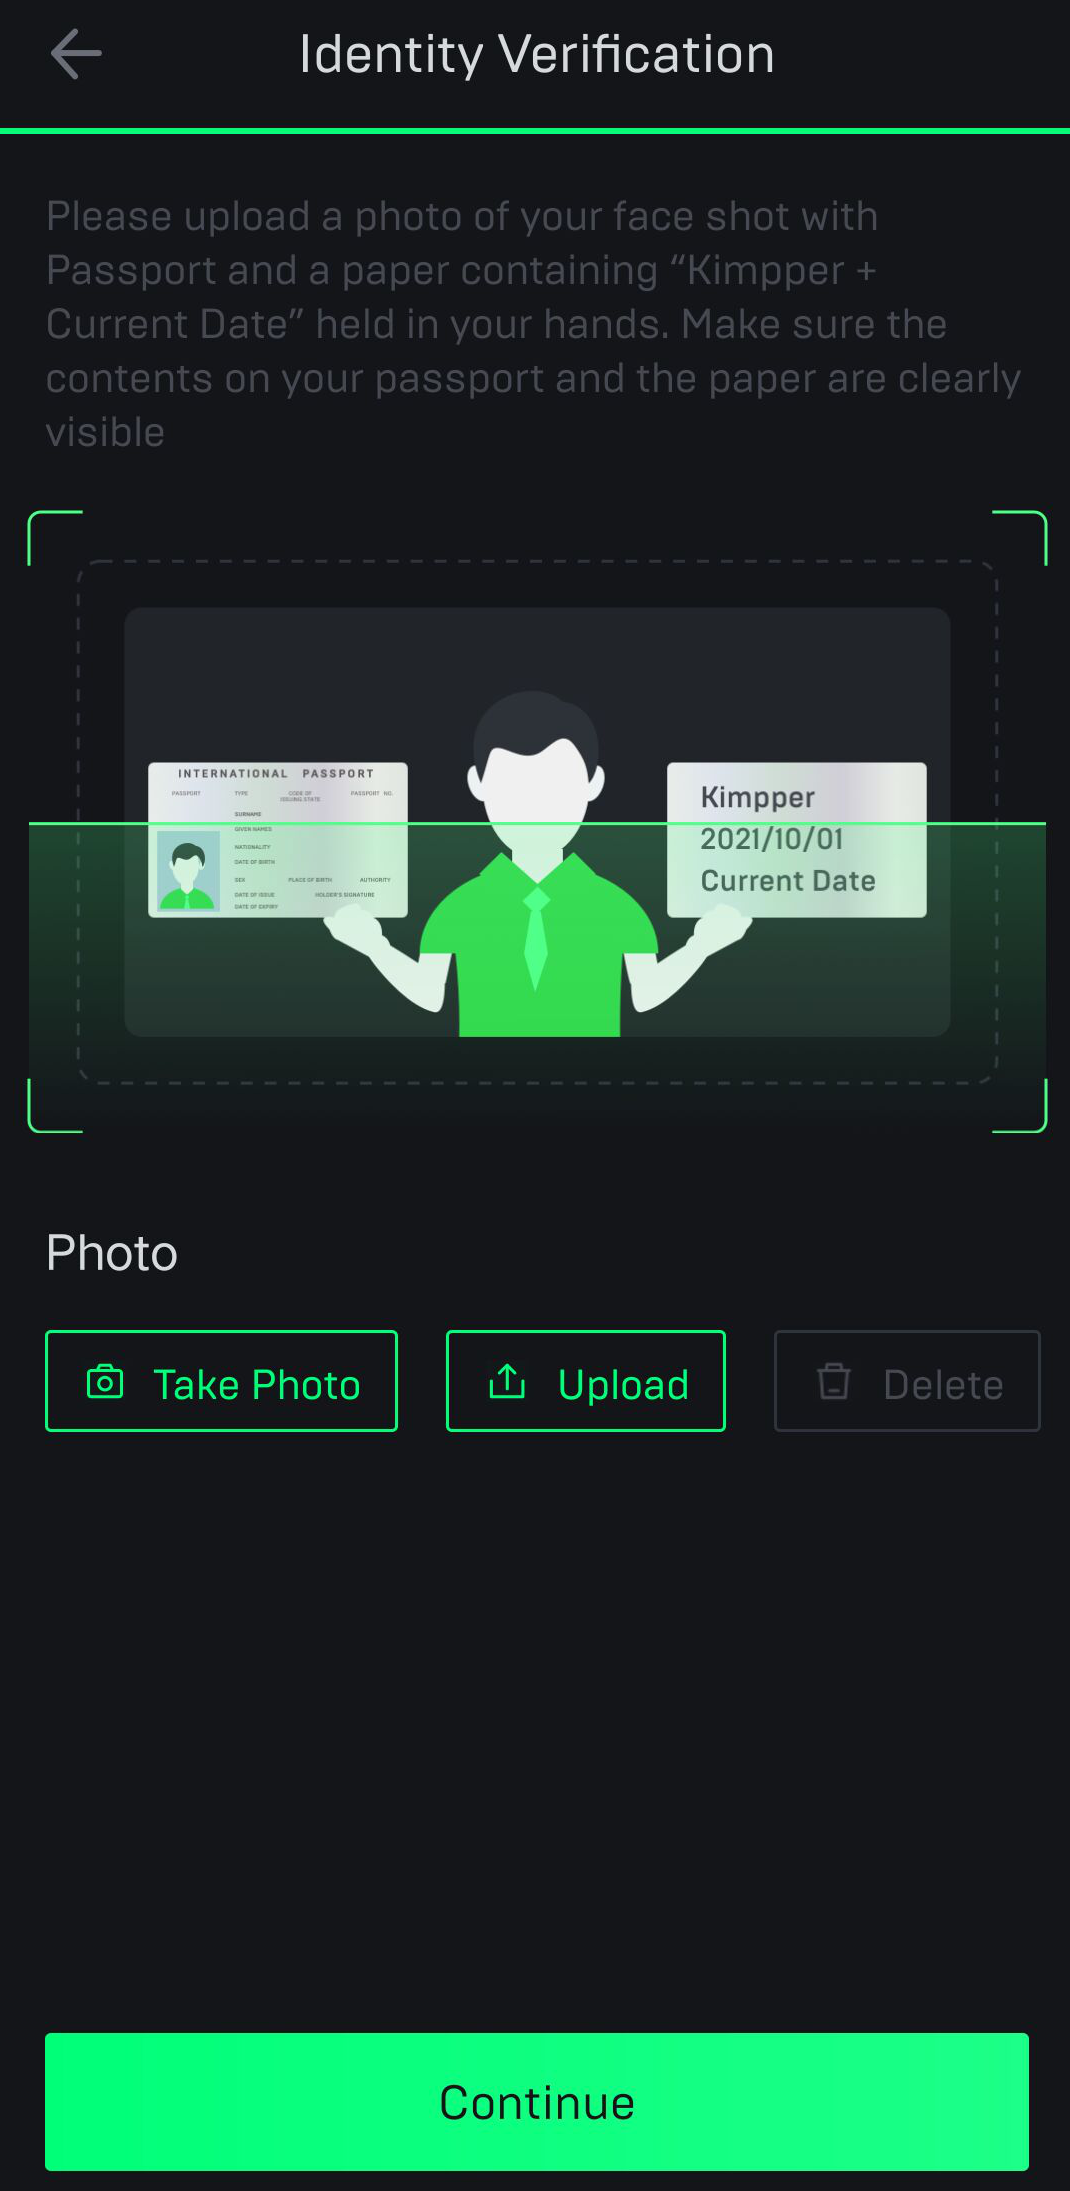 Identity Verification
Please upload a photo of your face shot with
Passport and a paper containing “Kimpper +
Current Date” held in your hands. Make sure the
contents on your passport and the paper are clearly
visible
INTERNATIONAL PASSPORT
PASSPORT TYPE CODE OF ISSUING STATE PASSPORT NO.
SURNAME
GIVEN NAMES
NATIONALITY
DATE OF BIRTH
SEX PLACE OF BIRTH AUTHORITY
DATE OF ISSUE HOLDER'S SIGNATURE
DATE OF EXPIRY
Kimpper
2021/10/01
Current Date
Photo
Take Photo Upload Delete
Continue